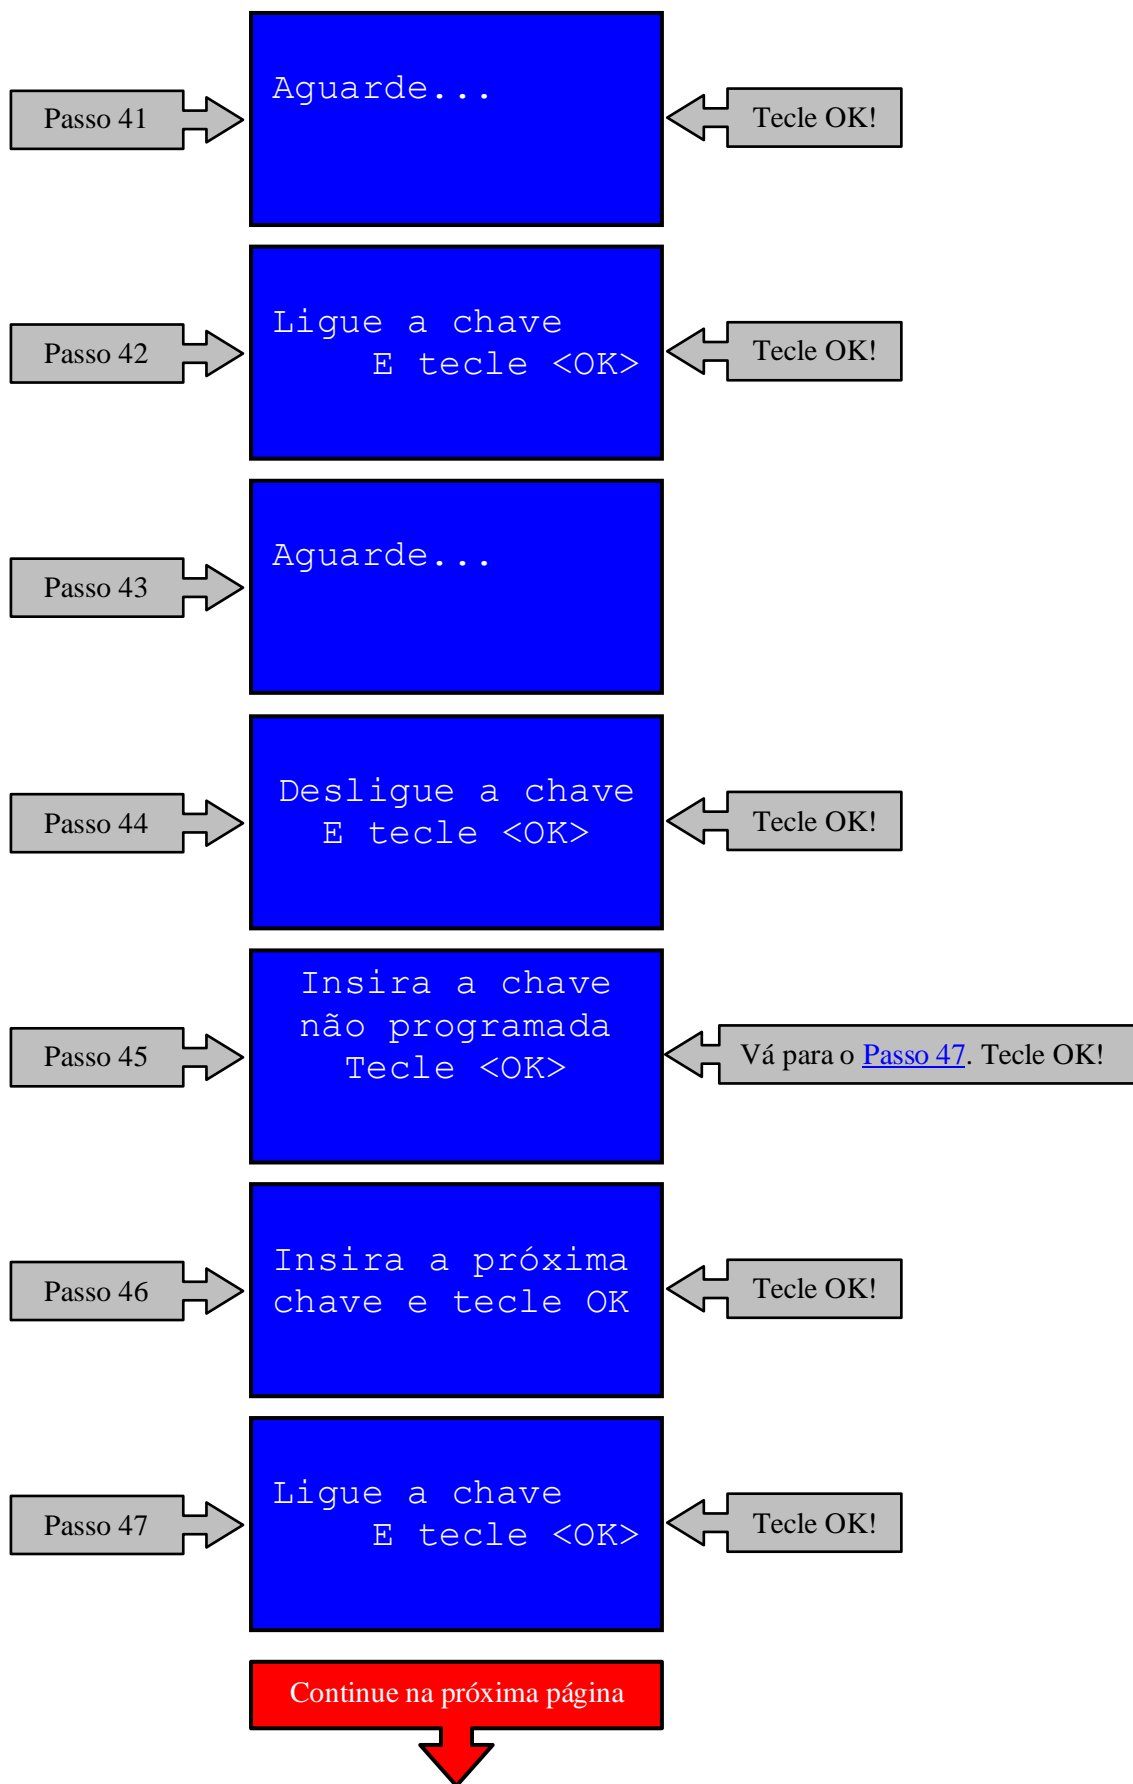 Passo 41
Aguarde...
Tecle OK!
Passo 42
Ligue a chave
E tecle <OK>
Tecle OK!
Passo 43
Aguarde...
Passo 44
Desligue a chave
E tecle <OK>
Tecle OK!
Passo 45
Insira a chave
não programada
Tecle <OK>
Vá para o Passo 47. Tecle OK!
Passo 46
Insira a próxima
chave e tecle OK
Tecle OK!
Passo 47
Ligue a chave
E tecle <OK>
Tecle OK!
Continue na próxima página